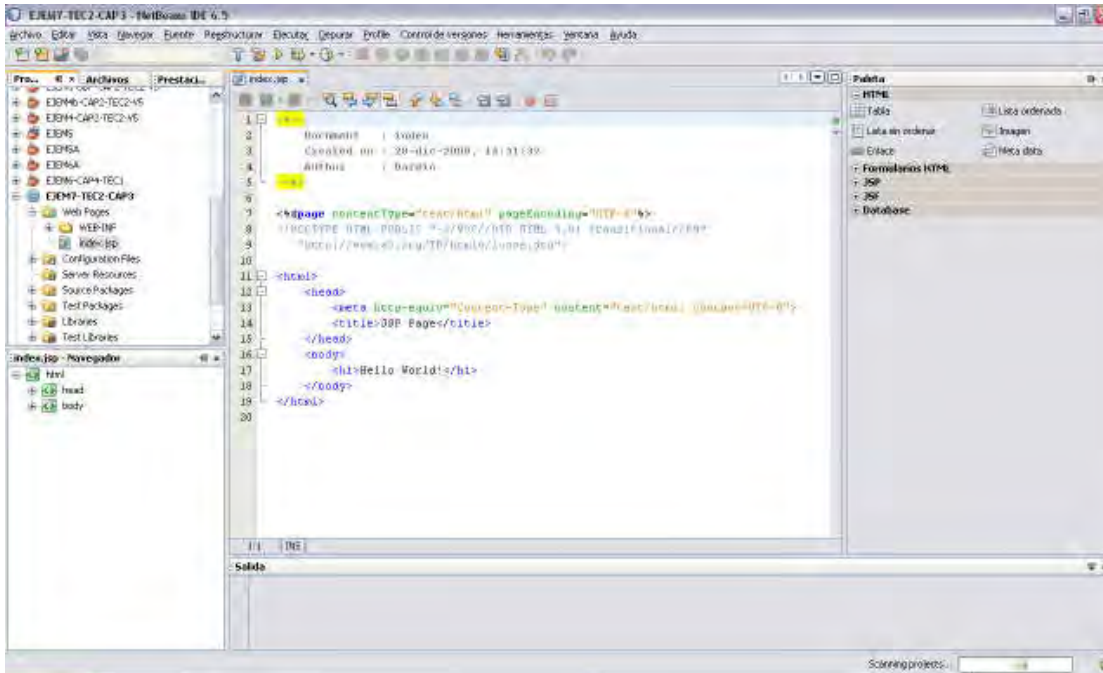 EJEM7-TEC2-CAP3 - NetBeans IDE 6.5
Archivo Editar Vista Navegar Fuente Reestructurar Ejecutar Depurar Profile Control de versiones Herramientas Ventana Ayuda
Pro... Archivos Prestaci...
EJEM4b-CAP2-TEC2-VS
EJEM4-CAP2-TEC2-VS
EJEM5
EJEM5A
EJEM6A
EJEM6-CAP4-TEC1
EJEM7-TEC2-CAP3
Web Pages
WEB-INF
index.jsp
Configuration Files
Server Resources
Source Packages
Test Packages
Libraries
Test Libraries
index.jsp - Navegador
html
head
body
index.jsp
1 <%--
2 Document : index
3 Created on : 20-dic-2008,
4 Author : Darwin
5 --%>
6
7 <%@page contentType="text/html" pageEncoding="UTF-8"%>
8 <!DOCTYPE HTML PUBLIC "-//W3C//DTD HTML 4.01 Transitional//EN"
9 "http://www.w3.org/TR/html4/loose.dtd">
10
11 <html>
12 <head>
13 <meta http-equiv="Content-Type" content="text/html; charset=UTF-8">
14 <title>JSP Page</title>
15 </head>
16 <body>
17 <h1>Hello World!</h1>
18 </body>
19 </html>
20
1:1 INS
Paleta
HTML
Tabla Lista ordenada
Lista sin ordenar Imagen
Enlace Meta data
Formularios HTML
JSP
JSF
Database
Salida
Scanning projects...